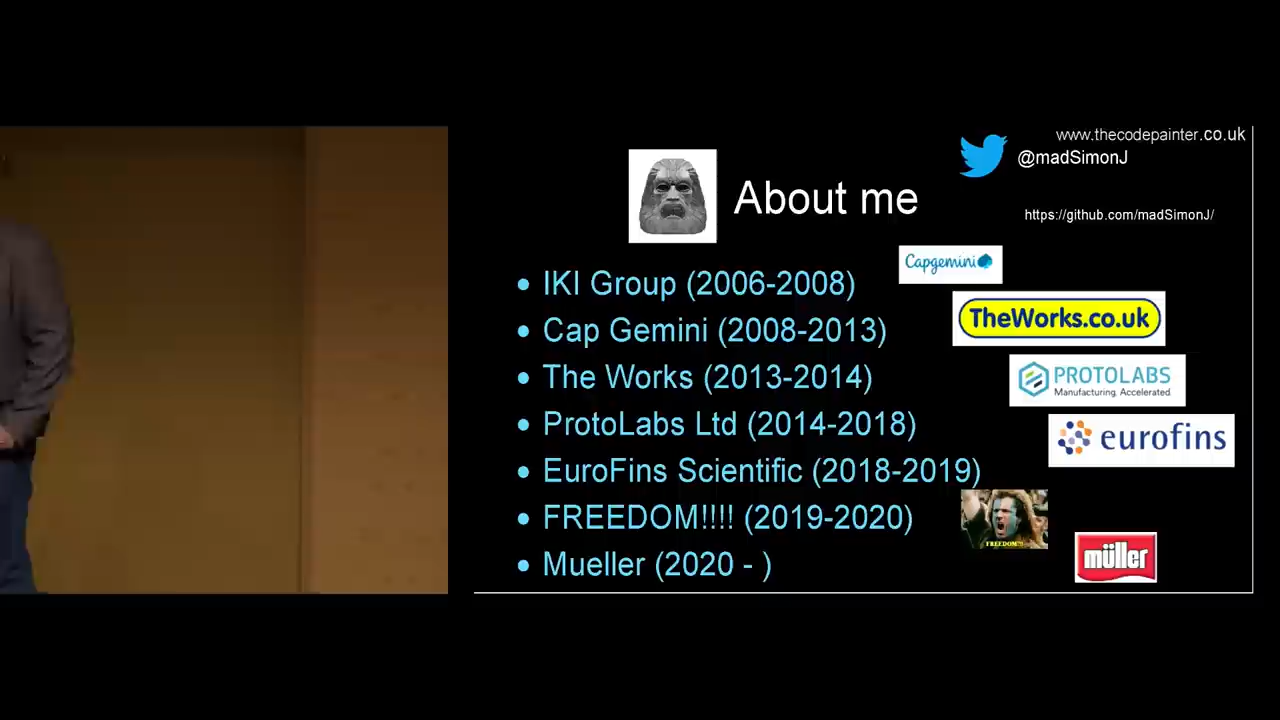 www.thecodepainter.co.uk
@madSimonJ
About me
https://github.com/madSimonJ/
Capgemini
• IKI Group (2006-2008)
TheWorks.co.uk
• Cap Gemini (2008-2013)
• The Works (2013-2014)
PROTOLABS
Manufacturing. Accelerated.
• ProtoLabs Ltd (2014-2018)
eurofins
• EuroFins Scientific (2018-2019)
• FREEDOM!!!! (2019-2020)
FREEDOM!!!
• Mueller (2020 - )
müller